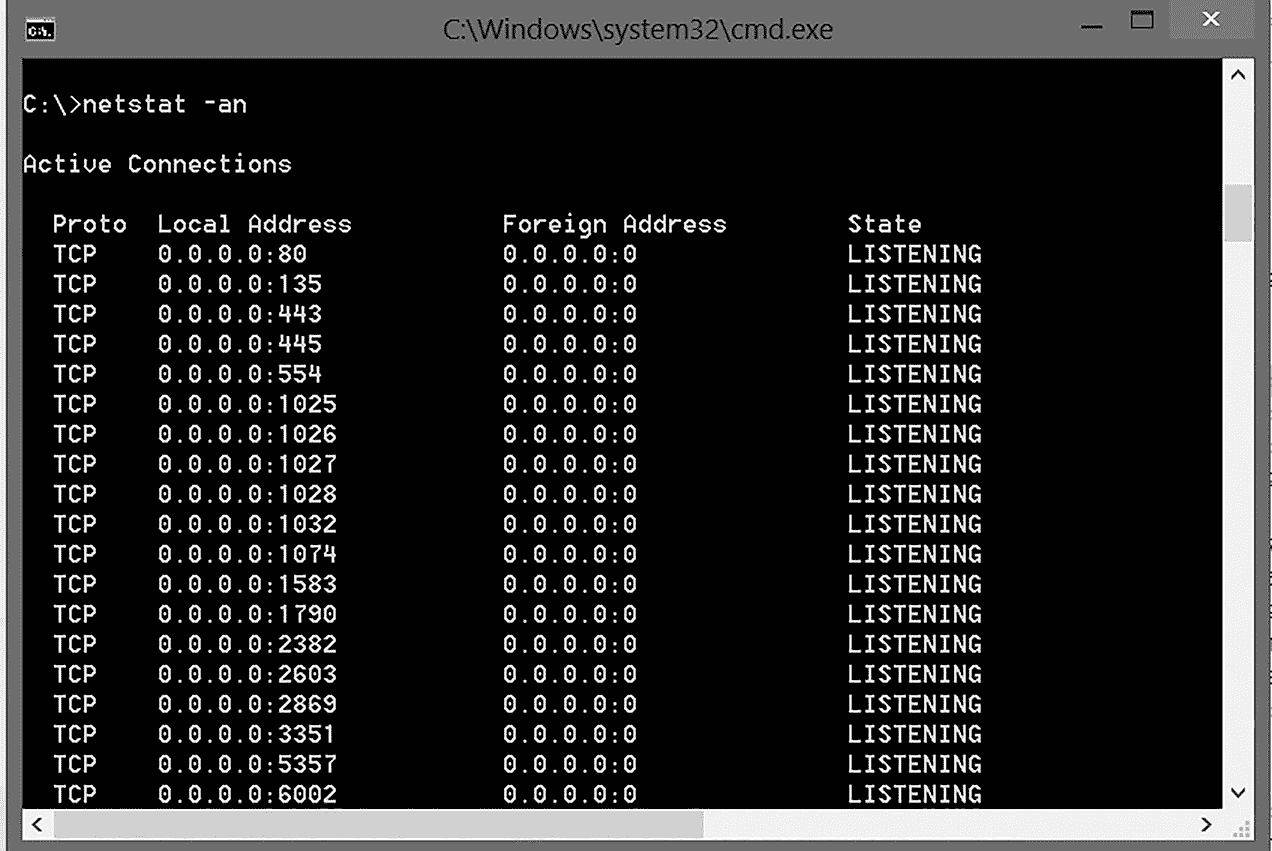 C:\Windows\system32\cmd.exe
C:\>netstat -an
Active Connections
Proto Local Address Foreign Address State
TCP 0.0.0.0:80 0.0.0.0:0 LISTENING
TCP 0.0.0.0:135 0.0.0.0:0 LISTENING
TCP 0.0.0.0:443 0.0.0.0:0 LISTENING
TCP 0.0.0.0:445 0.0.0.0:0 LISTENING
TCP 0.0.0.0:554 0.0.0.0:0 LISTENING
TCP 0.0.0.0:1025 0.0.0.0:0 LISTENING
TCP 0.0.0.0:1026 0.0.0.0:0 LISTENING
TCP 0.0.0.0:1027 0.0.0.0:0 LISTENING
TCP 0.0.0.0:1028 0.0.0.0:0 LISTENING
TCP 0.0.0.0:1032 0.0.0.0:0 LISTENING
TCP 0.0.0.0:1074 0.0.0.0:0 LISTENING
TCP 0.0.0.0:1583 0.0.0.0:0 LISTENING
TCP 0.0.0.0:1790 0.0.0.0:0 LISTENING
TCP 0.0.0.0:2382 0.0.0.0:0 LISTENING
TCP 0.0.0.0:2603 0.0.0.0:0 LISTENING
TCP 0.0.0.0:2869 0.0.0.0:0 LISTENING
TCP 0.0.0.0:3351 0.0.0.0:0 LISTENING
TCP 0.0.0.0:5357 0.0.0.0:0 LISTENING
TCP 0.0.0.0:6002 0.0.0.0:0 LISTENING